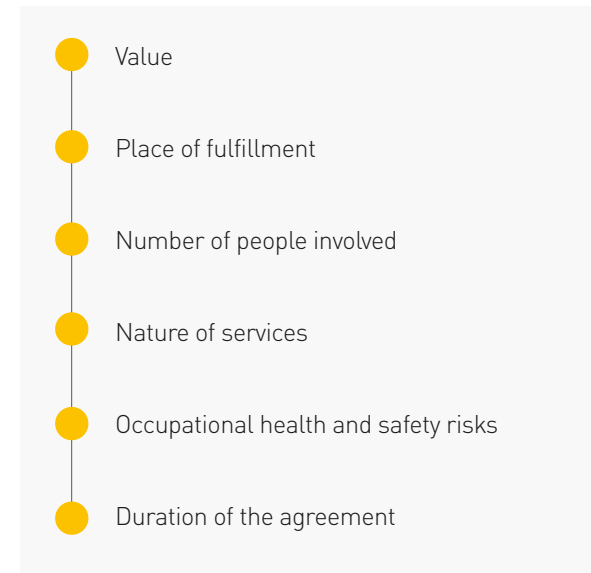 Value
Place of fulfillment
Number of people involved
Nature of services
Occupational health and safety risks
Duration of the agreement